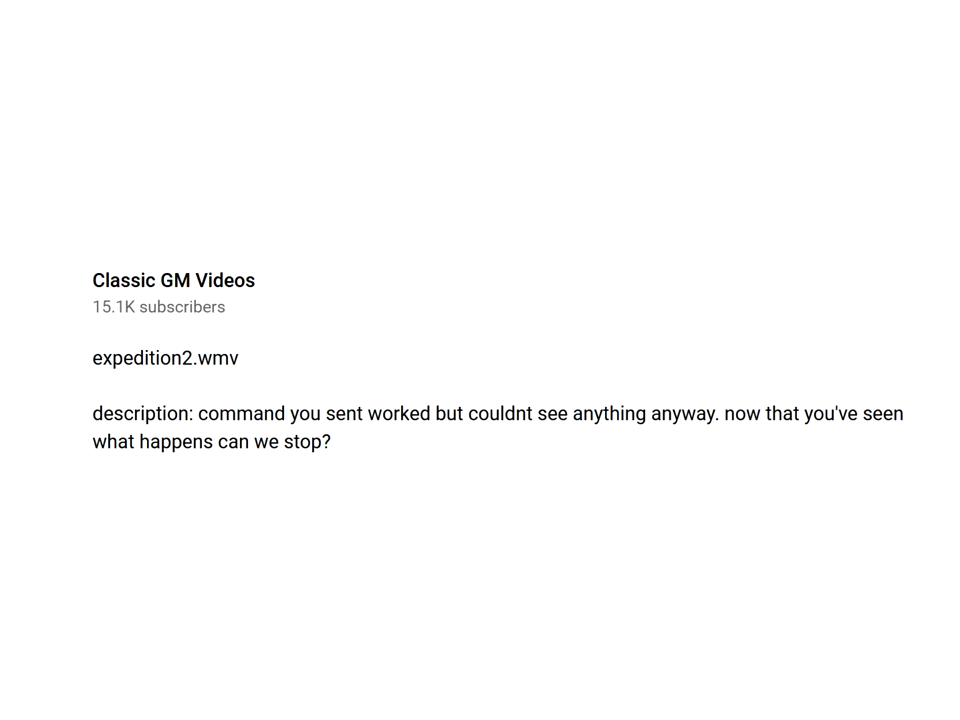 Classic GM Videos
15.1K subscribers
expedition2.wmv
description: command you sent worked but couldnt see anything anyway. now that you've seen
what happens can we stop?